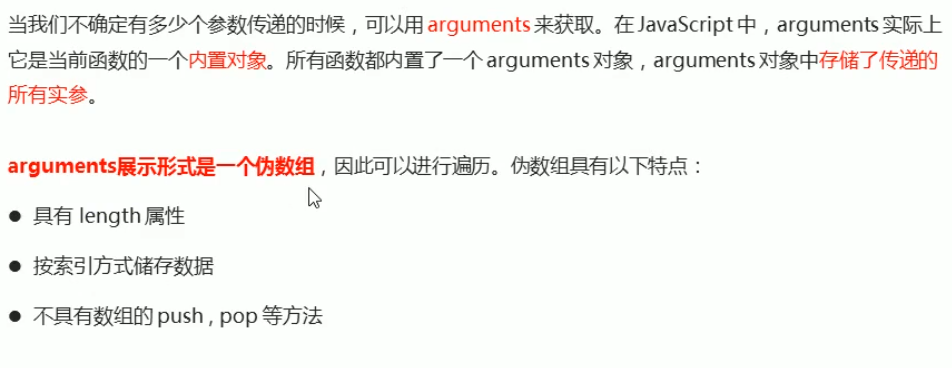 当我们不确定有多少个参数传递的时候，可以用 arguments 来获取。在 JavaScript 中，arguments 实际上
它是当前函数的一个内置对象。所有函数都内置了一个 arguments 对象，arguments 对象中存储了传递的
所有实参。
arguments展示形式是一个伪数组，因此可以进行遍历。伪数组具有以下特点：
● 具有 length 属性
● 按索引方式储存数据
● 不具有数组的 push , pop 等方法